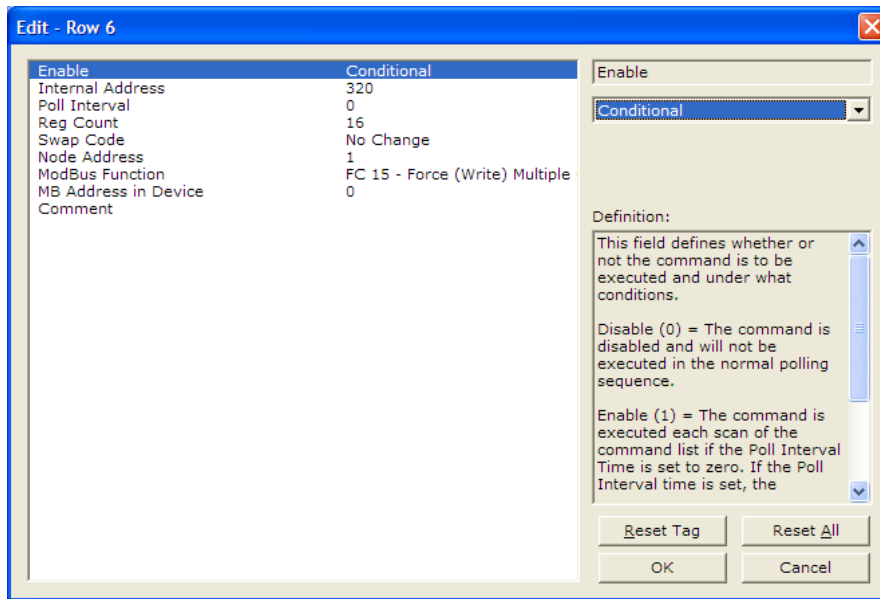 Edit - Row 6
Enable Conditional
Internal Address 320
Poll Interval 0
Reg Count 16
Swap Code No Change
Node Address 1
ModBus Function FC 15 - Force (Write) Multiple
MB Address in Device 0
Comment
Enable
Conditional
Definition:
This field defines whether or
not the command is to be
executed and under what
conditions.
Disable (0) = The command is
disabled and will not be
executed in the normal polling
sequence.
Enable (1) = The command is
executed each scan of the
command list if the Poll Interval
Time is set to zero. If the Poll
Interval time is set, the
Reset Tag Reset All
OK Cancel